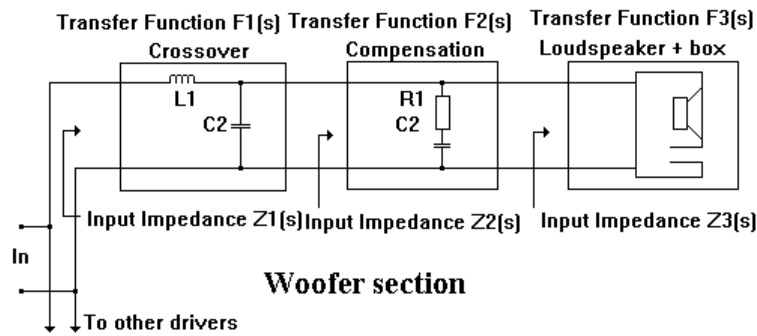 Transfer Function F1(s) Transfer Function F2(s) Transfer Function F3(s)
Crossover Compensation Loudspeaker + box
L1
C2
R1
C2
Input Impedance Z1(s) Input Impedance Z2(s) Input Impedance Z3(s)
In
Woofer section
To other drivers